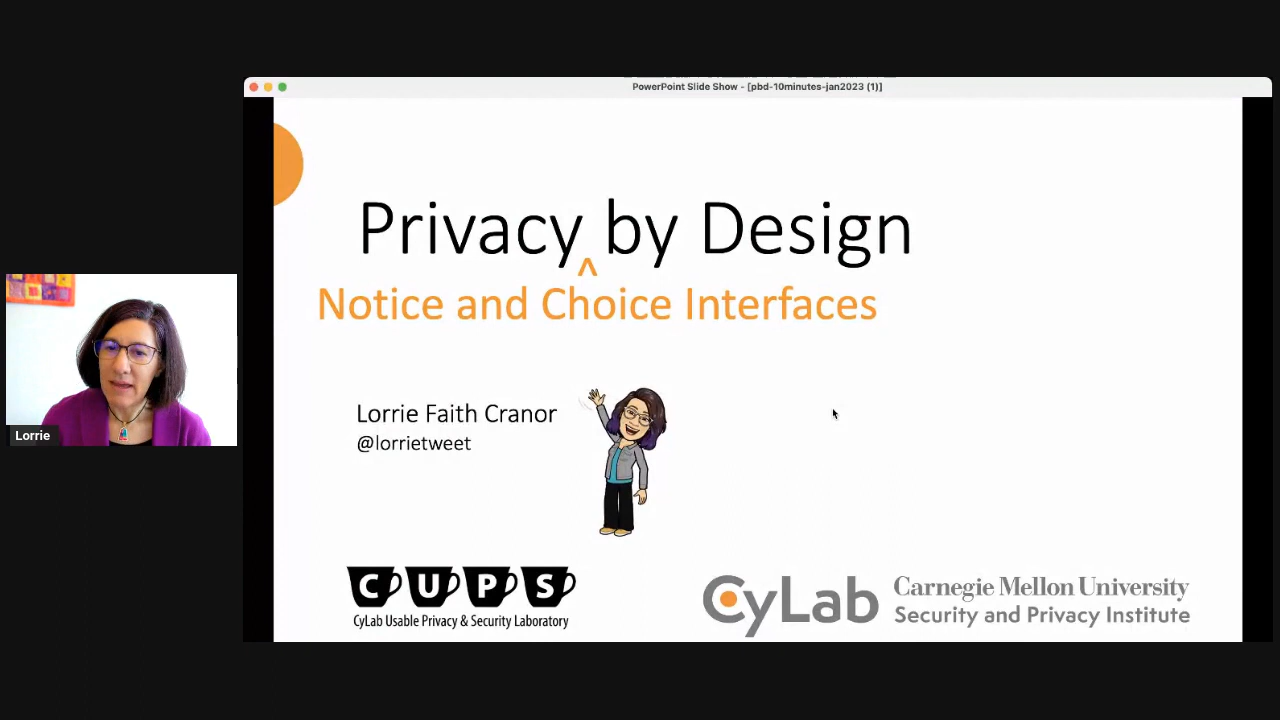 PowerPoint Slide Show - [pbd-10minutes-jan2023 (1)]
Privacy by Design
^
Notice and Choice Interfaces
Lorrie Faith Cranor
@lorrietweet
Lorrie
CUPS
CyLab Usable Privacy & Security Laboratory
CyLab
Carnegie Mellon University
Security and Privacy Institute